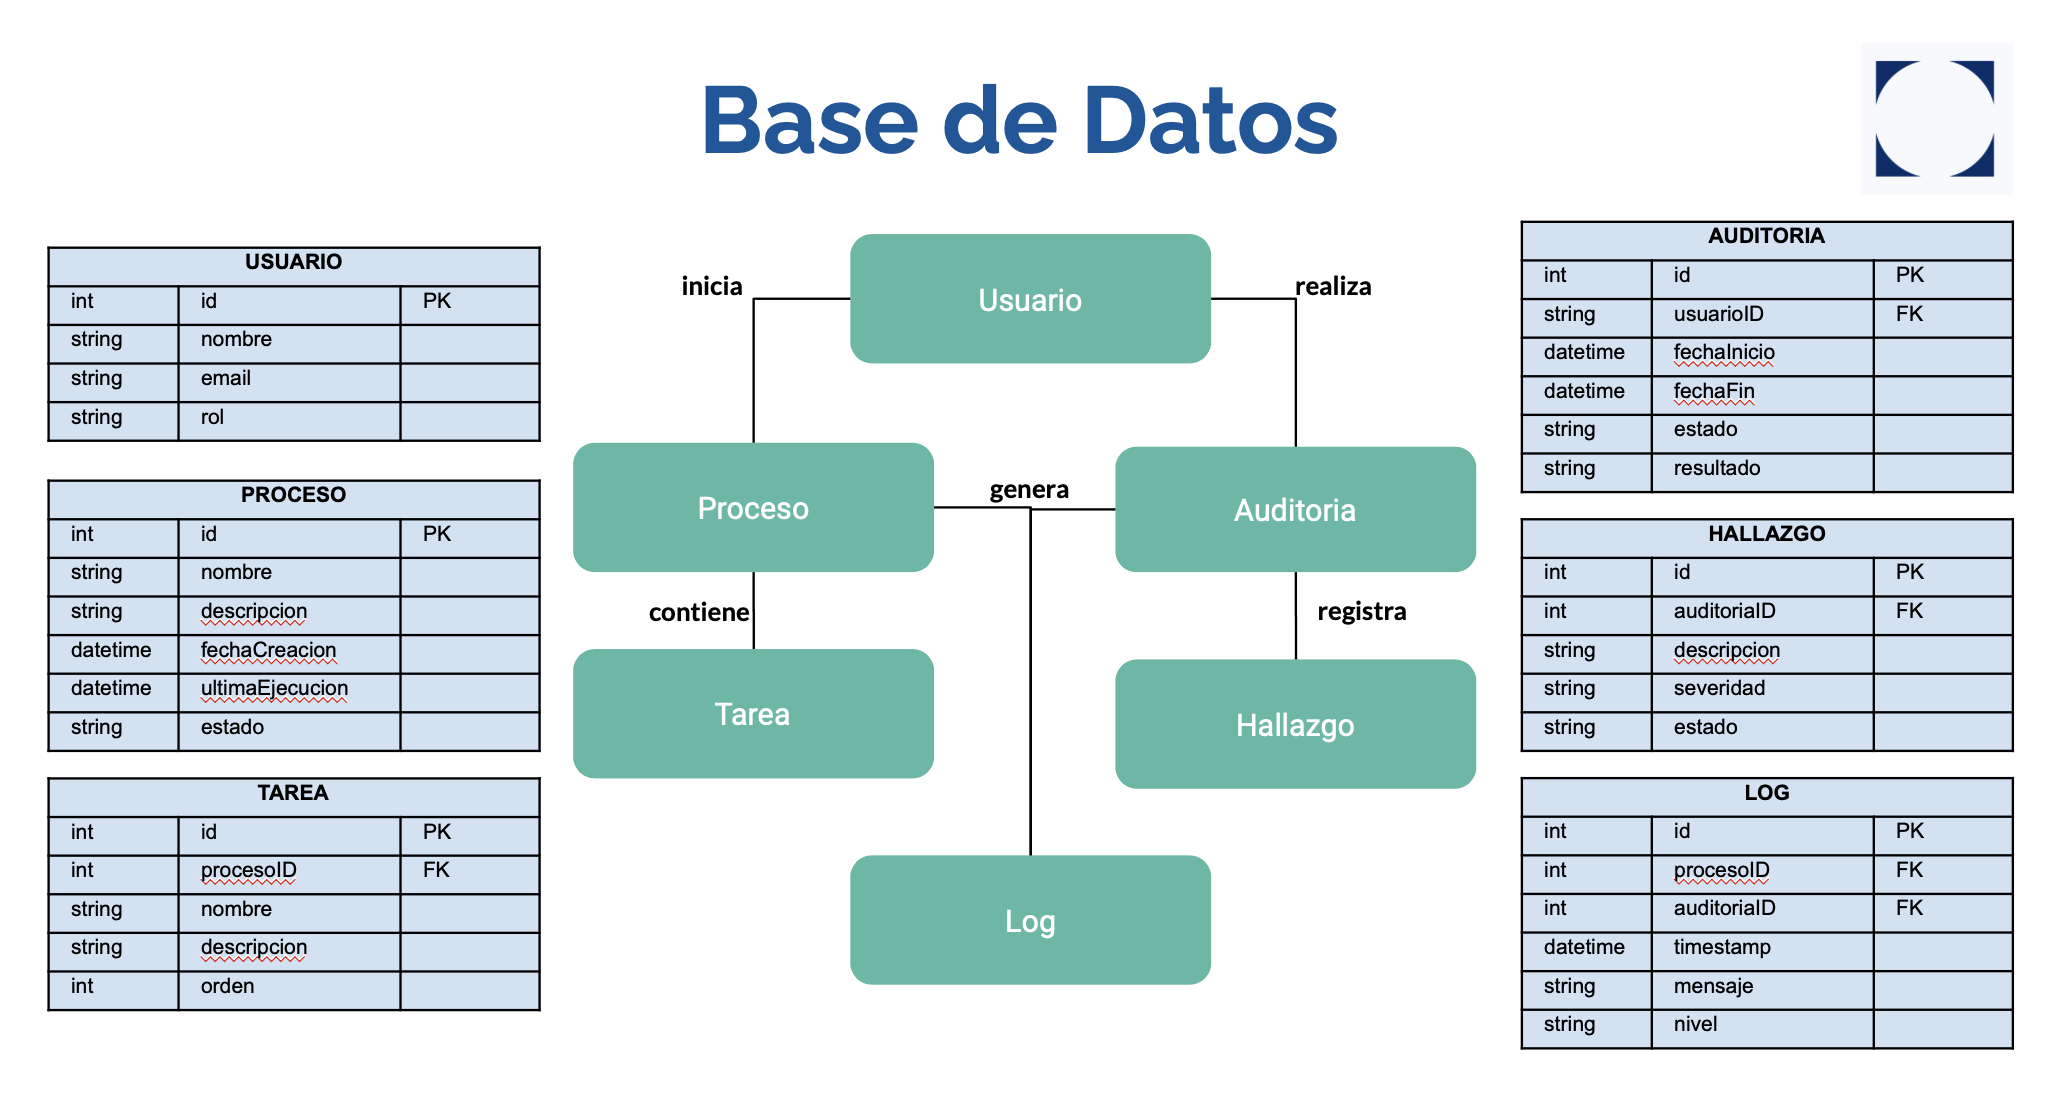 Base de Datos
USUARIO
int id PK
string nombre
string email
string rol
PROCESO
int id PK
string nombre
string descripcion
datetime fechaCreacion
datetime ultimaEjecucion
string estado
TAREA
int id PK
int procesoID FK
string nombre
string descripcion
int orden
Usuario
inicia
realiza
Proceso
genera
Auditoria
contiene
registra
Tarea
Hallazgo
Log
AUDITORIA
int id PK
string usuarioID FK
datetime fechaInicio
datetime fechaFin
string estado
string resultado
HALLAZGO
int id PK
int auditoriaID FK
string descripcion
string severidad
string estado
LOG
int id PK
int procesoID FK
int auditoriaID FK
datetime timestamp
string mensaje
string nivel